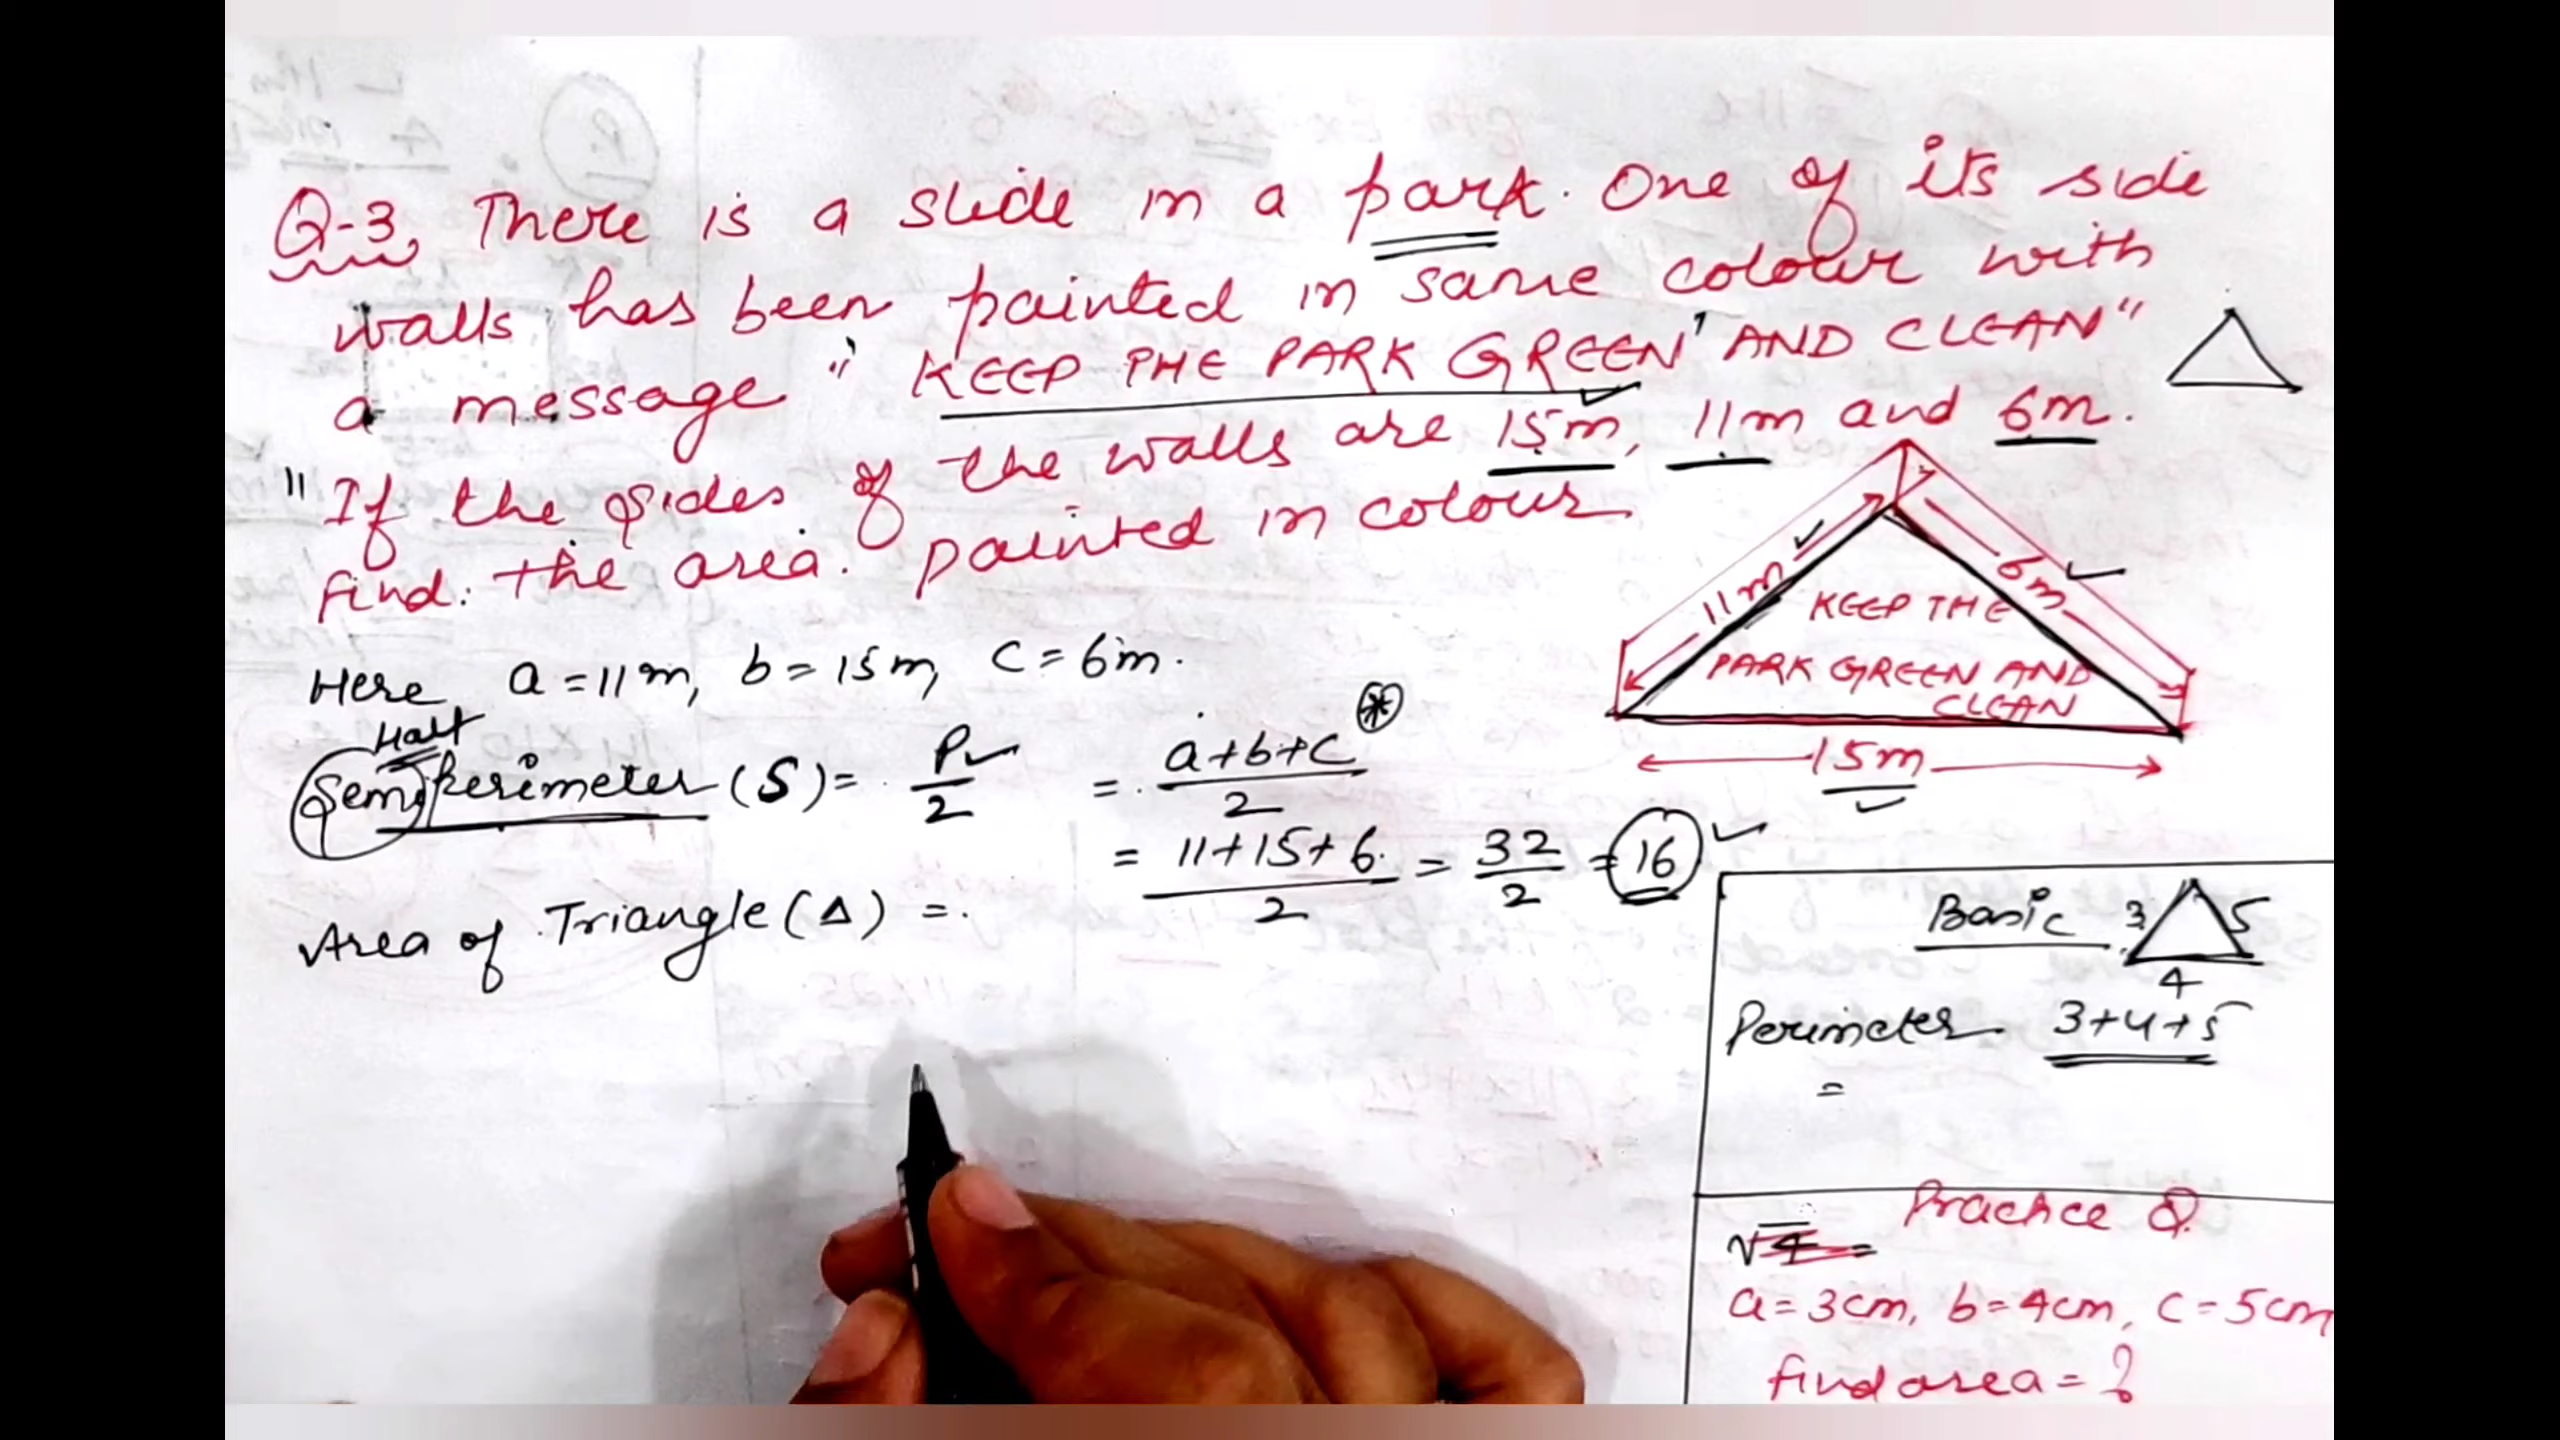 Q-3, There is a slide in a park. One of its side
walls has been painted in same colour with
a message " KEEP THE PARK GREEN' AND CLEAN"
" If the sides of the walls are 15m, 11m and 6m.
find. the area. painted in colour
11m
6m
KEEP THE
PARK GREEN AND
CLEAN
15m
Here a = 11m, b = 15m, c = 6m.
Half
Semi perimeter (S) = P/2 = a+b+c/2
= 11+15+6/2 = 32/2 = 16
Area of Triangle (Δ) =
Basic 3 5
4
Perimeter 3+4+5
=
Practice Q.
√4 =
a = 3cm, b = 4cm, c = 5cm
find area = ?